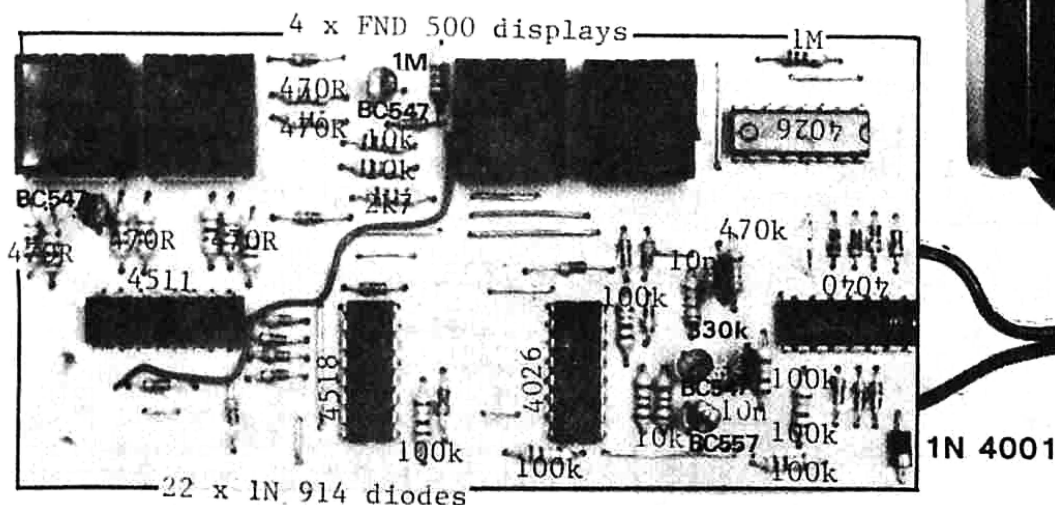 4 x FND 500 displays
1M
1M
470R
BC547
470R
4026
10k
10k
2K7
BC547
470R
470R
470R
470k
10n
4511
4040
100k
330k
4518
4026
BC547
100k
10n
10k
BC557
100k
100k
100k
100k
1N 4001
22 x 1N 914 diodes